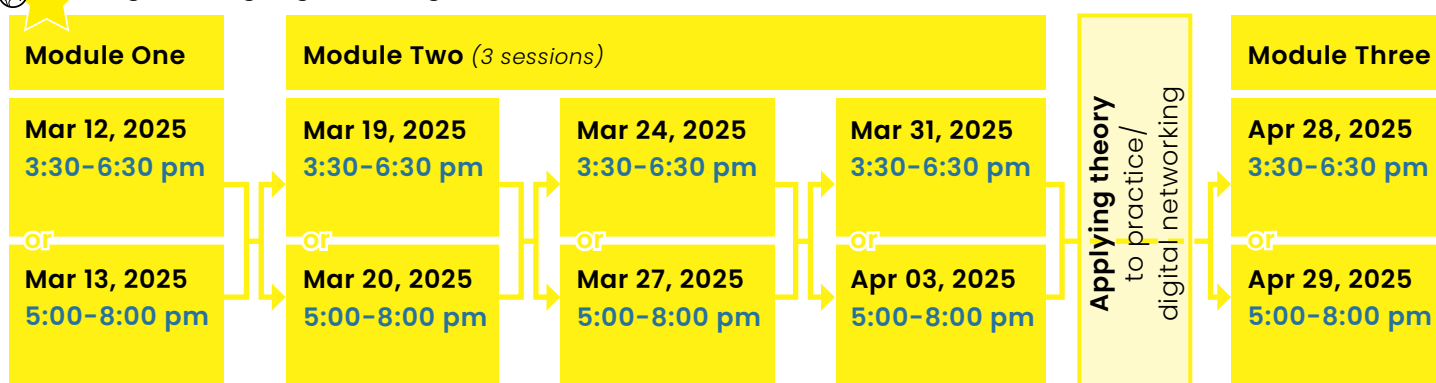 Module One
Mar 12, 2025
3:30-6:30 pm
or
Mar 13, 2025
5:00-8:00 pm
Module Two (3 sessions)
Mar 19, 2025
3:30-6:30 pm
or
Mar 20, 2025
5:00-8:00 pm
Mar 24, 2025
3:30-6:30 pm
or
Mar 27, 2025
5:00-8:00 pm
Mar 31, 2025
3:30-6:30 pm
or
Apr 03, 2025
5:00-8:00 pm
Applying theory
to practice/
digital networking
Module Three
Apr 28, 2025
3:30-6:30 pm
or
Apr 29, 2025
5:00-8:00 pm